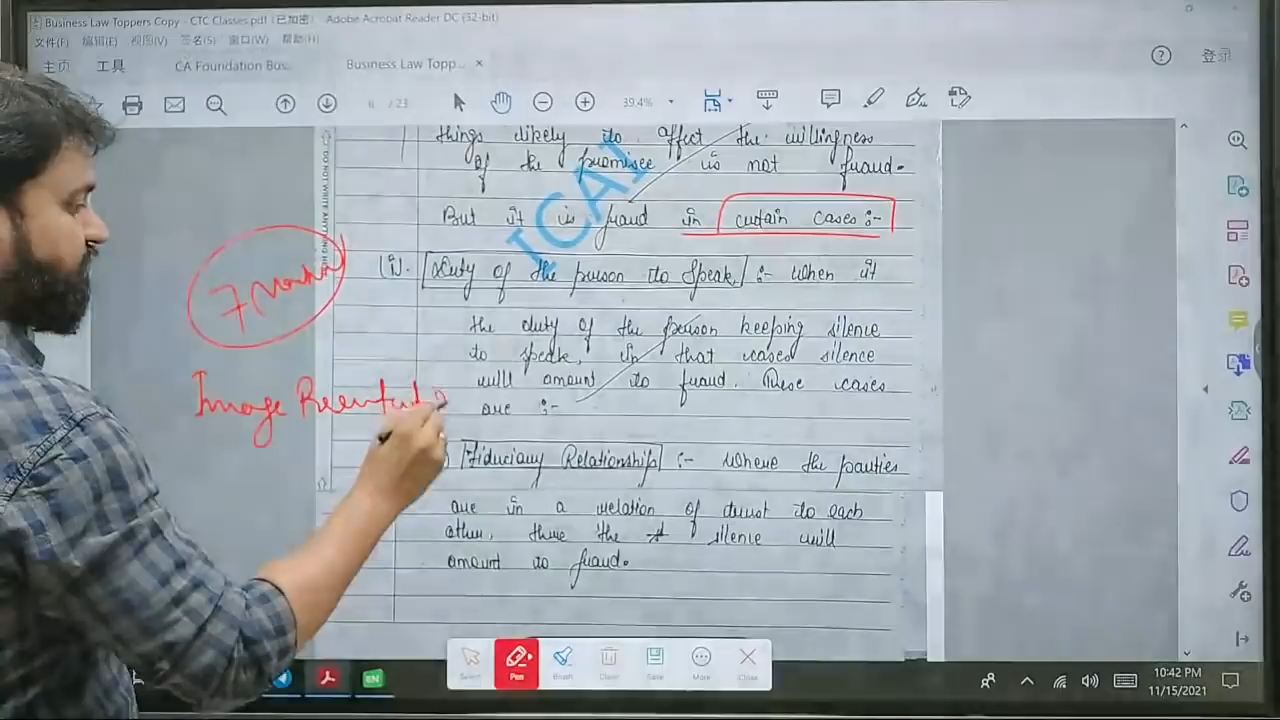 Business Law Toppers Copy - CTC Classes.pdf (已加密) - Adobe Acrobat Reader DC (32-bit)
文件(F) 编辑(E) 视图(V) 签名(S) 窗口(W) 帮助(H)
主页 工具 CA Foundation Bus... Business Law Topp... ×
6 / 23 39.4%
登录
DO NOT WRITE ANYTHING
things likely to affect the willingness
of the promisee is not fraud.
ICAI
But it is fraud in certain cases :-
(i). Duty of the person to Speak, :- When it
the duty of the person keeping silence
to speak, in that cases silence
will amount to fraud. These cases
are :-
7 Marks
Image
) Fiduciary Relationship :- Where the parties
are in a relation of trust to each
other, there the silence will
amount to fraud.
Select Pen Brush Clear Save More Close
EN
10:42 PM
11/15/2021